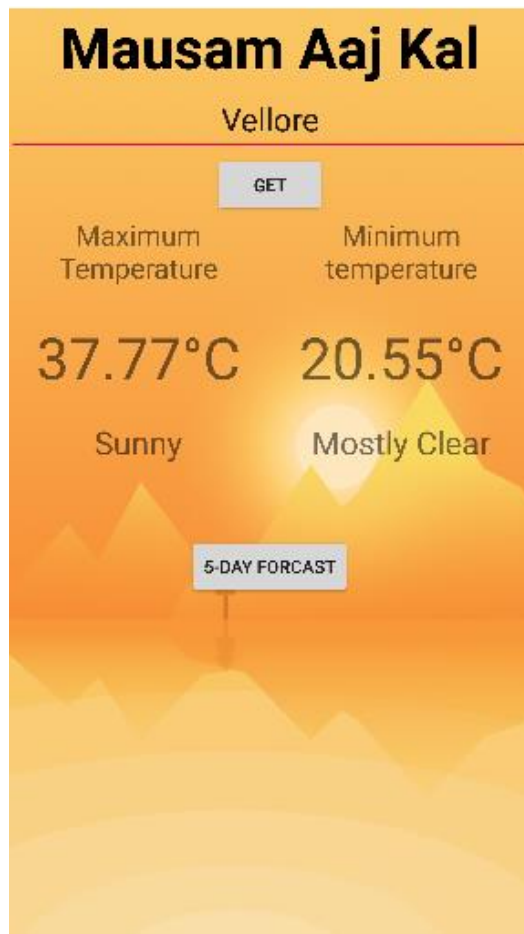 Mausam Aaj Kal
Vellore
GET
Maximum
Temperature
Minimum
temperature
37.77°C
20.55°C
Sunny
Mostly Clear
5-DAY FORCAST